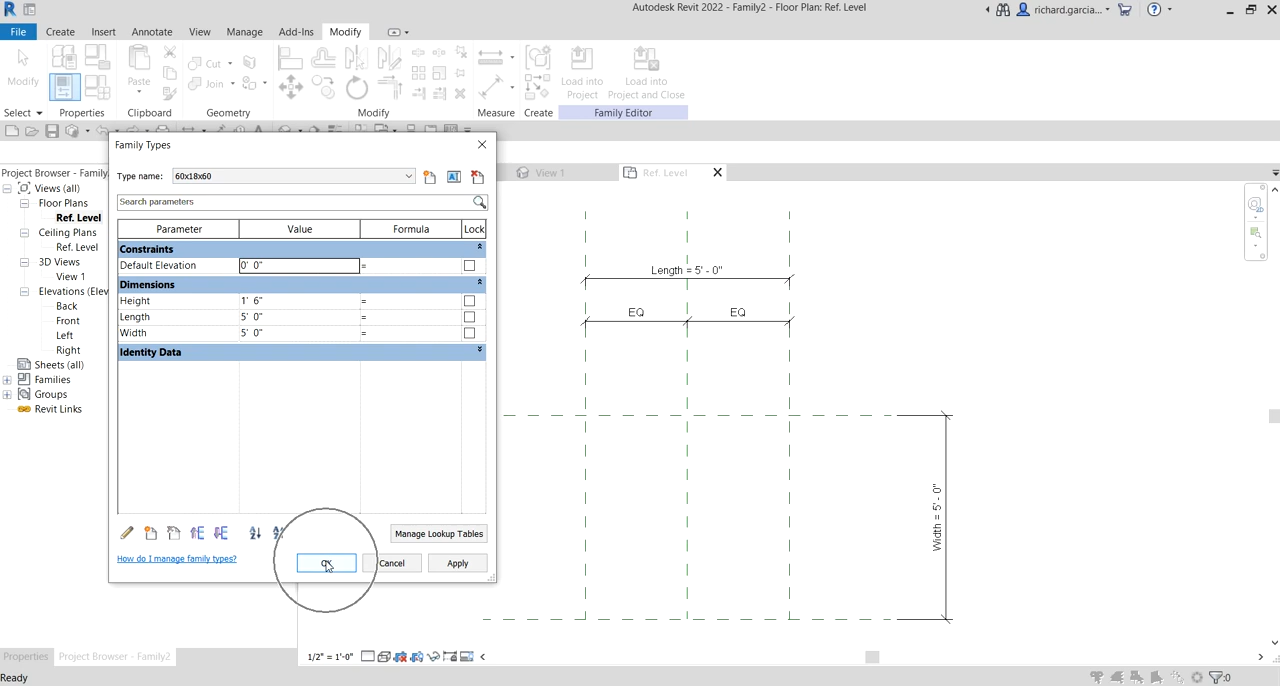 Autodesk Revit 2022 - Family2 - Floor Plan: Ref. Level
richard.garcia...
File Create Insert Annotate View Manage Add-Ins Modify
Modify
Paste
Cut
Join
Load into
Project
Load into
Project and Close
Select Properties Clipboard Geometry Modify Measure Create Family Editor
Family Types
Type name: 60x18x60
Search parameters
Parameter Value Formula Lock
Constraints
Default Elevation 0' 0" =
Dimensions
Height 1' 6" =
Length 5' 0" =
Width 5' 0" =
Identity Data
Manage Lookup Tables
How do I manage family types?
OK Cancel Apply
Project Browser - Family
Views (all)
Floor Plans
Ref. Level
Ceiling Plans
Ref. Level
3D Views
View 1
Elevations (Elev
Back
Front
Left
Right
Sheets (all)
Families
Groups
Revit Links
View 1 Ref. Level
2D
Length = 5' - 0"
EQ EQ
Width = 5' - 0"
Properties Project Browser - Family2
1/2" = 1'-0"
Ready
:0